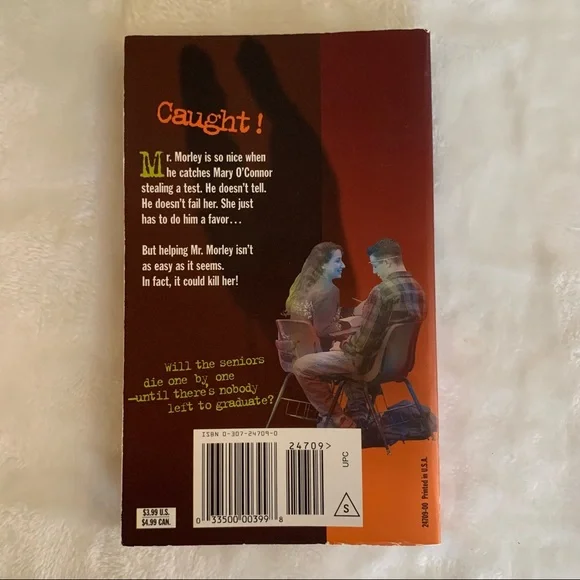 Caught!
Mr. Morley is so nice when
he catches Mary O'Connor
stealing a test. He doesn't tell.
He doesn't fail her. She just
has to do him a favor...
But helping Mr. Morley isn't
as easy as it seems.
In fact, it could kill her!
Will the seniors
die one by one
—until there's nobody
left to graduate?
ISBN 0-307-24709-0
24709>
UPC
S
$3.99 U.S.
$4.99 CAN.
0 33500 00399 8
24709-00 Printed in U.S.A.